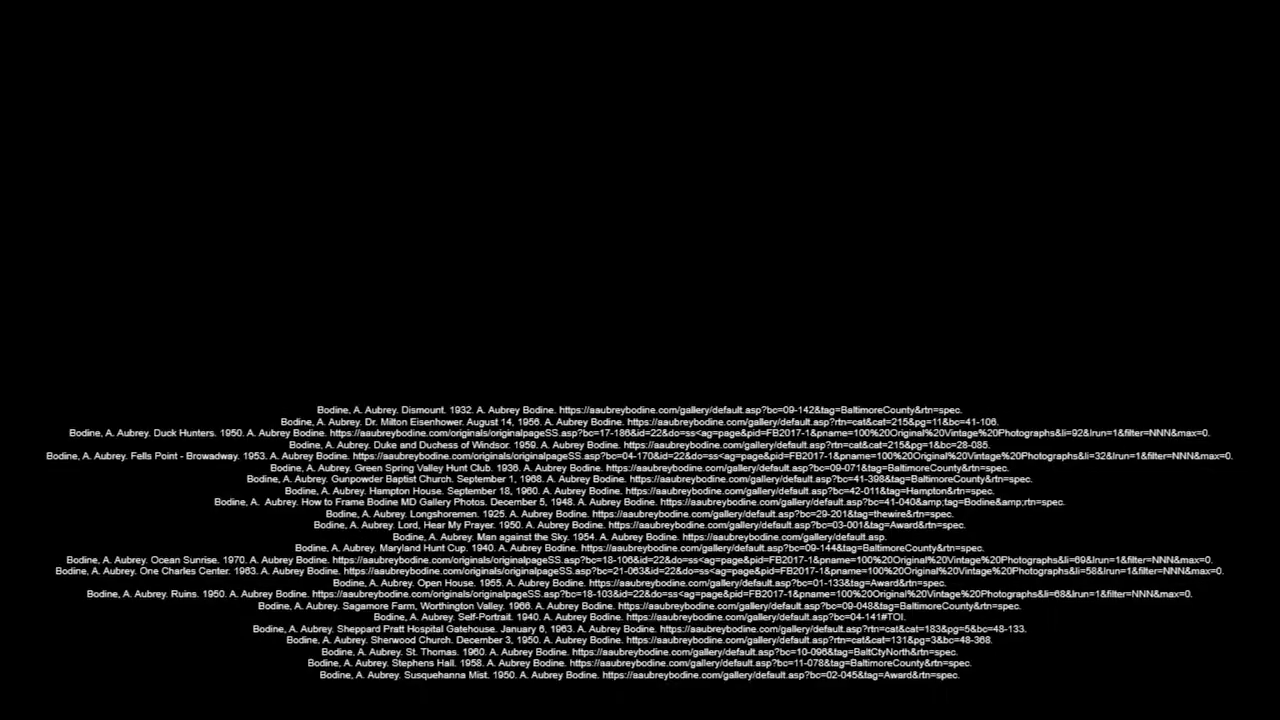 Bodine, A. Aubrey. Dismount. 1932. A. Aubrey Bodine. https://aaubreybodine.com/gallery/default.asp?bc=09-142&tag=BaltimoreCounty&rtn=spec.
Bodine, A. Aubrey. Dr. Milton Eisenhower. August 14, 1956. A. Aubrey Bodine. https://aaubreybodine.com/gallery/default.asp?rtn=cat&cat=215&pg=11&bc=41-106.
Bodine, A. Aubrey. Duck Hunters. 1950. A. Aubrey Bodine. https://aaubreybodine.com/originals/originalpageSS.asp?bc=17-186&id=22&do=ss<ag=page&pid=FB2017-1&pname=100%20Original%20Vintage%20Photographs&li=92&lrun=1&filter=NNN&max=0.
Bodine, A. Aubrey. Duke and Duchess of Windsor. 1959. A. Aubrey Bodine. https://aaubreybodine.com/gallery/default.asp?rtn=cat&cat=215&pg=1&bc=28-085.
Bodine, A. Aubrey. Fells Point - Browadway. 1953. A. Aubrey Bodine. https://aaubreybodine.com/originals/originalpageSS.asp?bc=04-170&id=22&do=ss<ag=page&pid=FB2017-1&pname=100%20Original%20Vintage%20Photographs&li=32&lrun=1&filter=NNN&max=0.
Bodine, A. Aubrey. Green Spring Valley Hunt Club. 1936. A. Aubrey Bodine. https://aaubreybodine.com/gallery/default.asp?bc=09-071&tag=BaltimoreCounty&rtn=spec.
Bodine, A. Aubrey. Gunpowder Baptist Church. September 1, 1968. A. Aubrey Bodine. https://aaubreybodine.com/gallery/default.asp?bc=41-398&tag=BaltimoreCounty&rtn=spec.
Bodine, A. Aubrey. Hampton House. September 18, 1960. A. Aubrey Bodine. https://aaubreybodine.com/gallery/default.asp?bc=42-011&tag=Hampton&rtn=spec.
Bodine, A.  Aubrey. How to Frame Bodine MD Gallery Photos. December 5, 1948. A. Aubrey Bodine. https://aaubreybodine.com/gallery/default.asp?bc=41-040&amp;tag=Bodine&amp;rtn=spec.
Bodine, A. Aubrey. Longshoremen. 1925. A. Aubrey Bodine. https://aaubreybodine.com/gallery/default.asp?bc=29-201&tag=thewire&rtn=spec.
Bodine, A. Aubrey. Lord, Hear My Prayer. 1950. A. Aubrey Bodine. https://aaubreybodine.com/gallery/default.asp?bc=03-001&tag=Award&rtn=spec.
Bodine, A. Aubrey. Man against the Sky. 1954. A. Aubrey Bodine. https://aaubreybodine.com/gallery/default.asp.
Bodine, A. Aubrey. Maryland Hunt Cup. 1940. A. Aubrey Bodine. https://aaubreybodine.com/gallery/default.asp?bc=09-144&tag=BaltimoreCounty&rtn=spec.
Bodine, A. Aubrey. Ocean Sunrise. 1970. A. Aubrey Bodine. https://aaubreybodine.com/originals/originalpageSS.asp?bc=18-106&id=22&do=ss<ag=page&pid=FB2017-1&pname=100%20Original%20Vintage%20Photographs&li=69&lrun=1&filter=NNN&max=0.
Bodine, A. Aubrey. One Charles Center. 1963. A. Aubrey Bodine. https://aaubreybodine.com/originals/originalpageSS.asp?bc=21-063&id=22&do=ss<ag=page&pid=FB2017-1&pname=100%20Original%20Vintage%20Photographs&li=58&lrun=1&filter=NNN&max=0.
Bodine, A. Aubrey. Open House. 1955. A. Aubrey Bodine. https://aaubreybodine.com/gallery/default.asp?bc=01-133&tag=Award&rtn=spec.
Bodine, A. Aubrey. Ruins. 1950. A. Aubrey Bodine. https://aaubreybodine.com/originals/originalpageSS.asp?bc=18-103&id=22&do=ss<ag=page&pid=FB2017-1&pname=100%20Original%20Vintage%20Photographs&li=68&lrun=1&filter=NNN&max=0.
Bodine, A. Aubrey. Sagamore Farm, Worthington Valley. 1966. A. Aubrey Bodine. https://aaubreybodine.com/gallery/default.asp?bc=09-048&tag=BaltimoreCounty&rtn=spec.
Bodine, A. Aubrey. Self-Portrait. 1940. A. Aubrey Bodine. https://aaubreybodine.com/gallery/default.asp?bc=04-141#TOI.
Bodine, A. Aubrey. Sheppard Pratt Hospital Gatehouse. January 6, 1963. A. Aubrey Bodine. https://aaubreybodine.com/gallery/default.asp?rtn=cat&cat=183&pg=5&bc=48-133.
Bodine, A. Aubrey. Sherwood Church. December 3, 1950. A. Aubrey Bodine. https://aaubreybodine.com/gallery/default.asp?rtn=cat&cat=131&pg=3&bc=48-368.
Bodine, A. Aubrey. St. Thomas. 1960. A. Aubrey Bodine. https://aaubreybodine.com/gallery/default.asp?bc=10-096&tag=BaltCtyNorth&rtn=spec.
Bodine, A. Aubrey. Stephens Hall. 1958. A. Aubrey Bodine. https://aaubreybodine.com/gallery/default.asp?bc=11-078&tag=BaltimoreCounty&rtn=spec.
Bodine, A. Aubrey. Susquehanna Mist. 1950. A. Aubrey Bodine. https://aaubreybodine.com/gallery/default.asp?bc=02-045&tag=Award&rtn=spec.